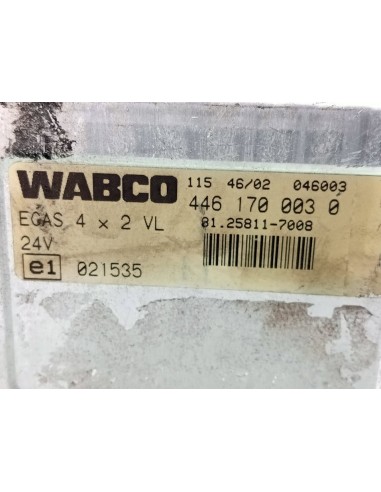 WABCO 115 46/02 046003
446 170 003 0
EGAS 4 × 2 VL 81.25811-7008
24V
e1 021535